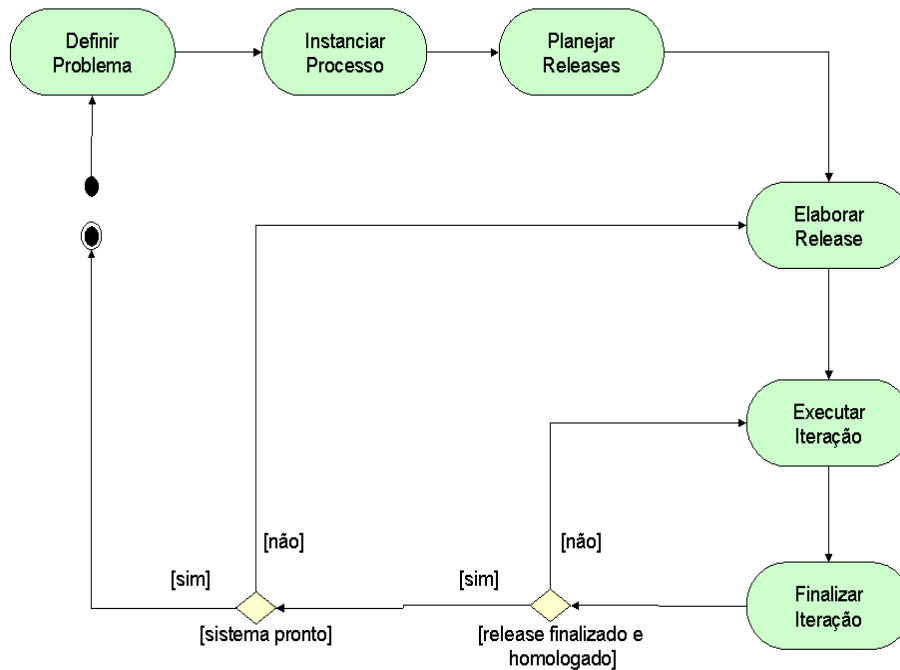 Definir
Problema
Instanciar
Processo
Planejar
Releases
Elaborar
Release
Executar
Iteração
[não]
[não]
[sim]
[sim]
Finalizar
Iteração
[sistema pronto]
[release finalizado e
homologado]